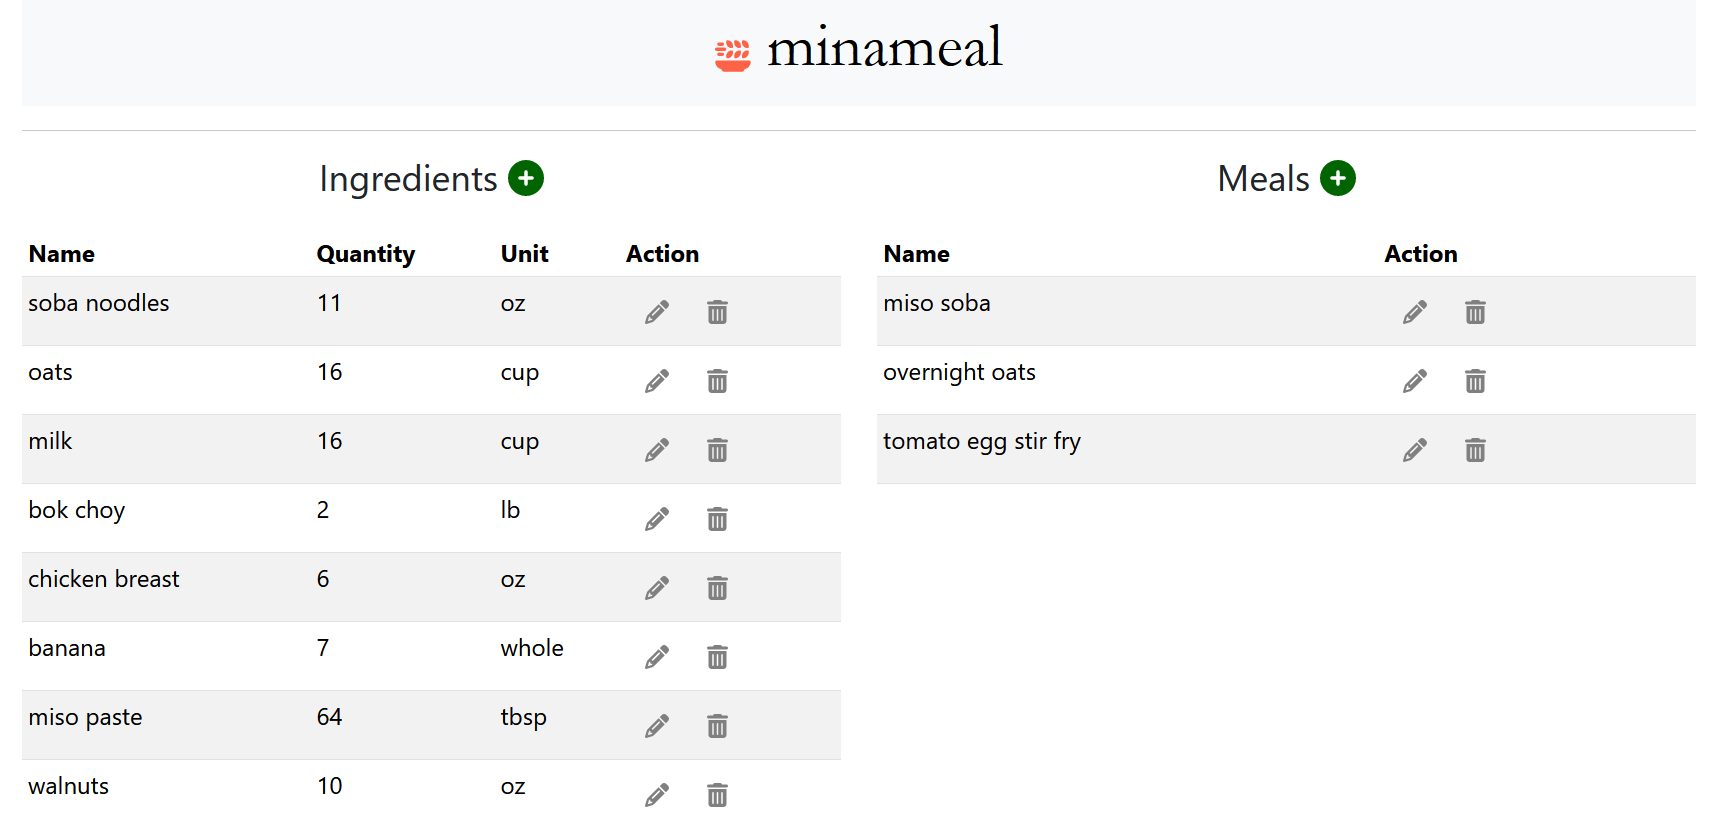 minameal
Ingredients
Name Quantity Unit Action
soba noodles 11 oz
oats 16 cup
milk 16 cup
bok choy 2 lb
chicken breast 6 oz
banana 7 whole
miso paste 64 tbsp
walnuts 10 oz
Meals
Name Action
miso soba
overnight oats
tomato egg stir fry